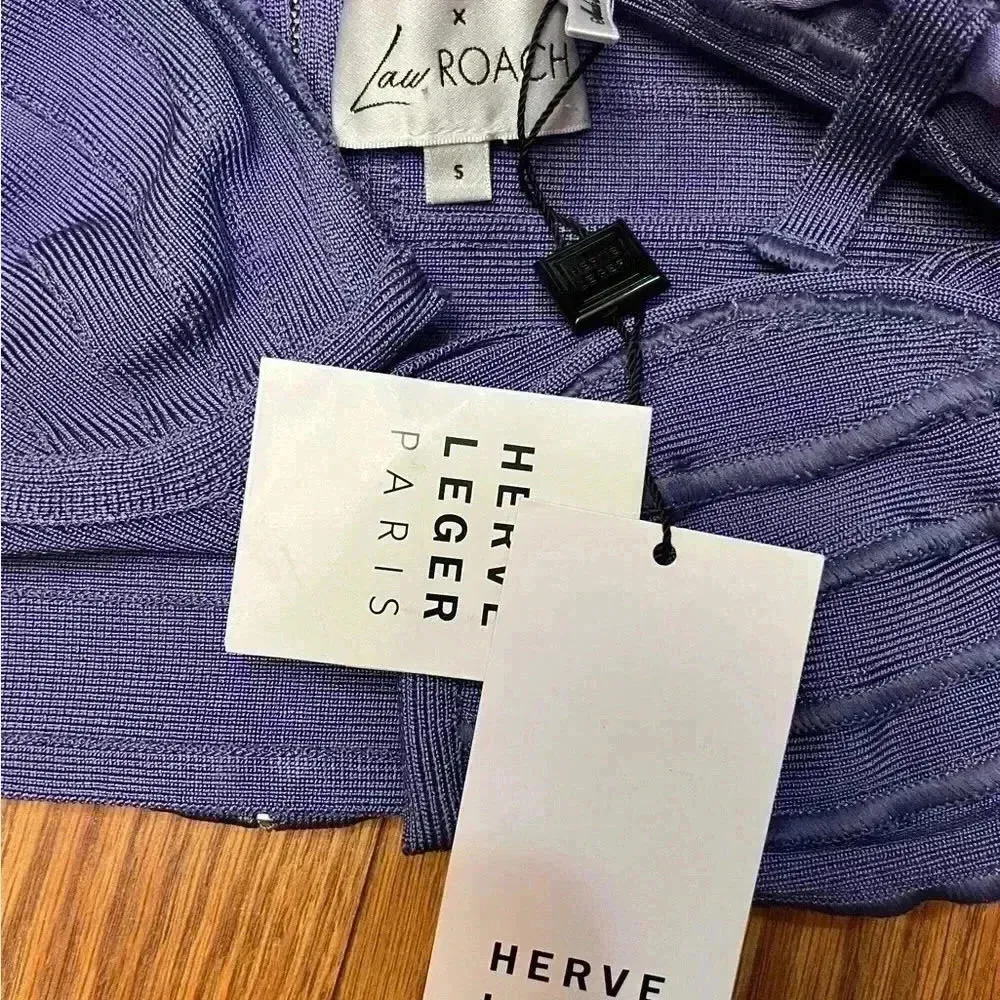 x
Law ROACH
S
HERVE
LEGER
PARIS
HERVE